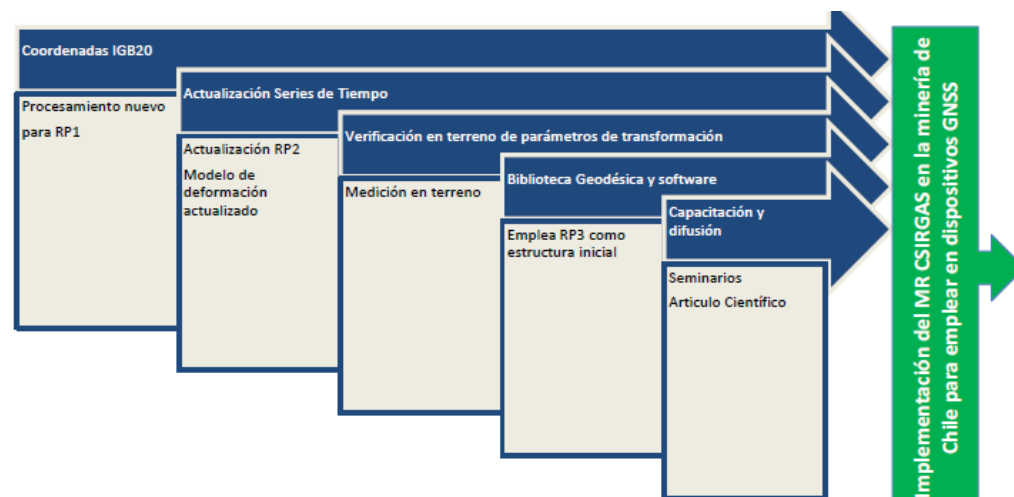 Coordenadas IGB20
Procesamiento nuevo
para RP1
Actualización Series de Tiempo
Actualización RP2
Modelo de
deformación
actualizado
Verificación en terreno de parámetros de transformación
Medición en terreno
Biblioteca Geodésica y software
Emplea RP3 como
estructura inicial
Capacitación y
difusión
Seminarios
Articulo Científico
Implementación del MR CSIRGAS en la minería de
Chile para emplear en dispositivos GNSS